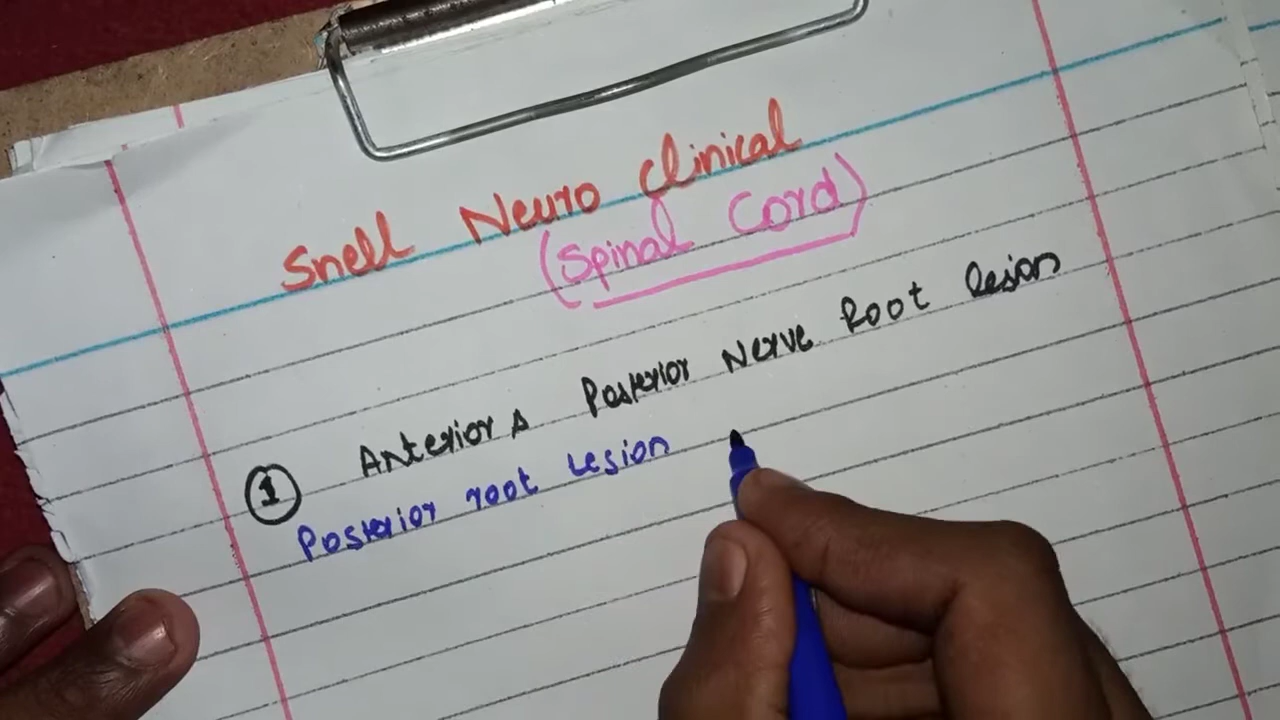 Snell Neuro Clinical
(Spinal Cord)
1 Anterior & Posterior Nerve Root lesion
Posterior root lesion